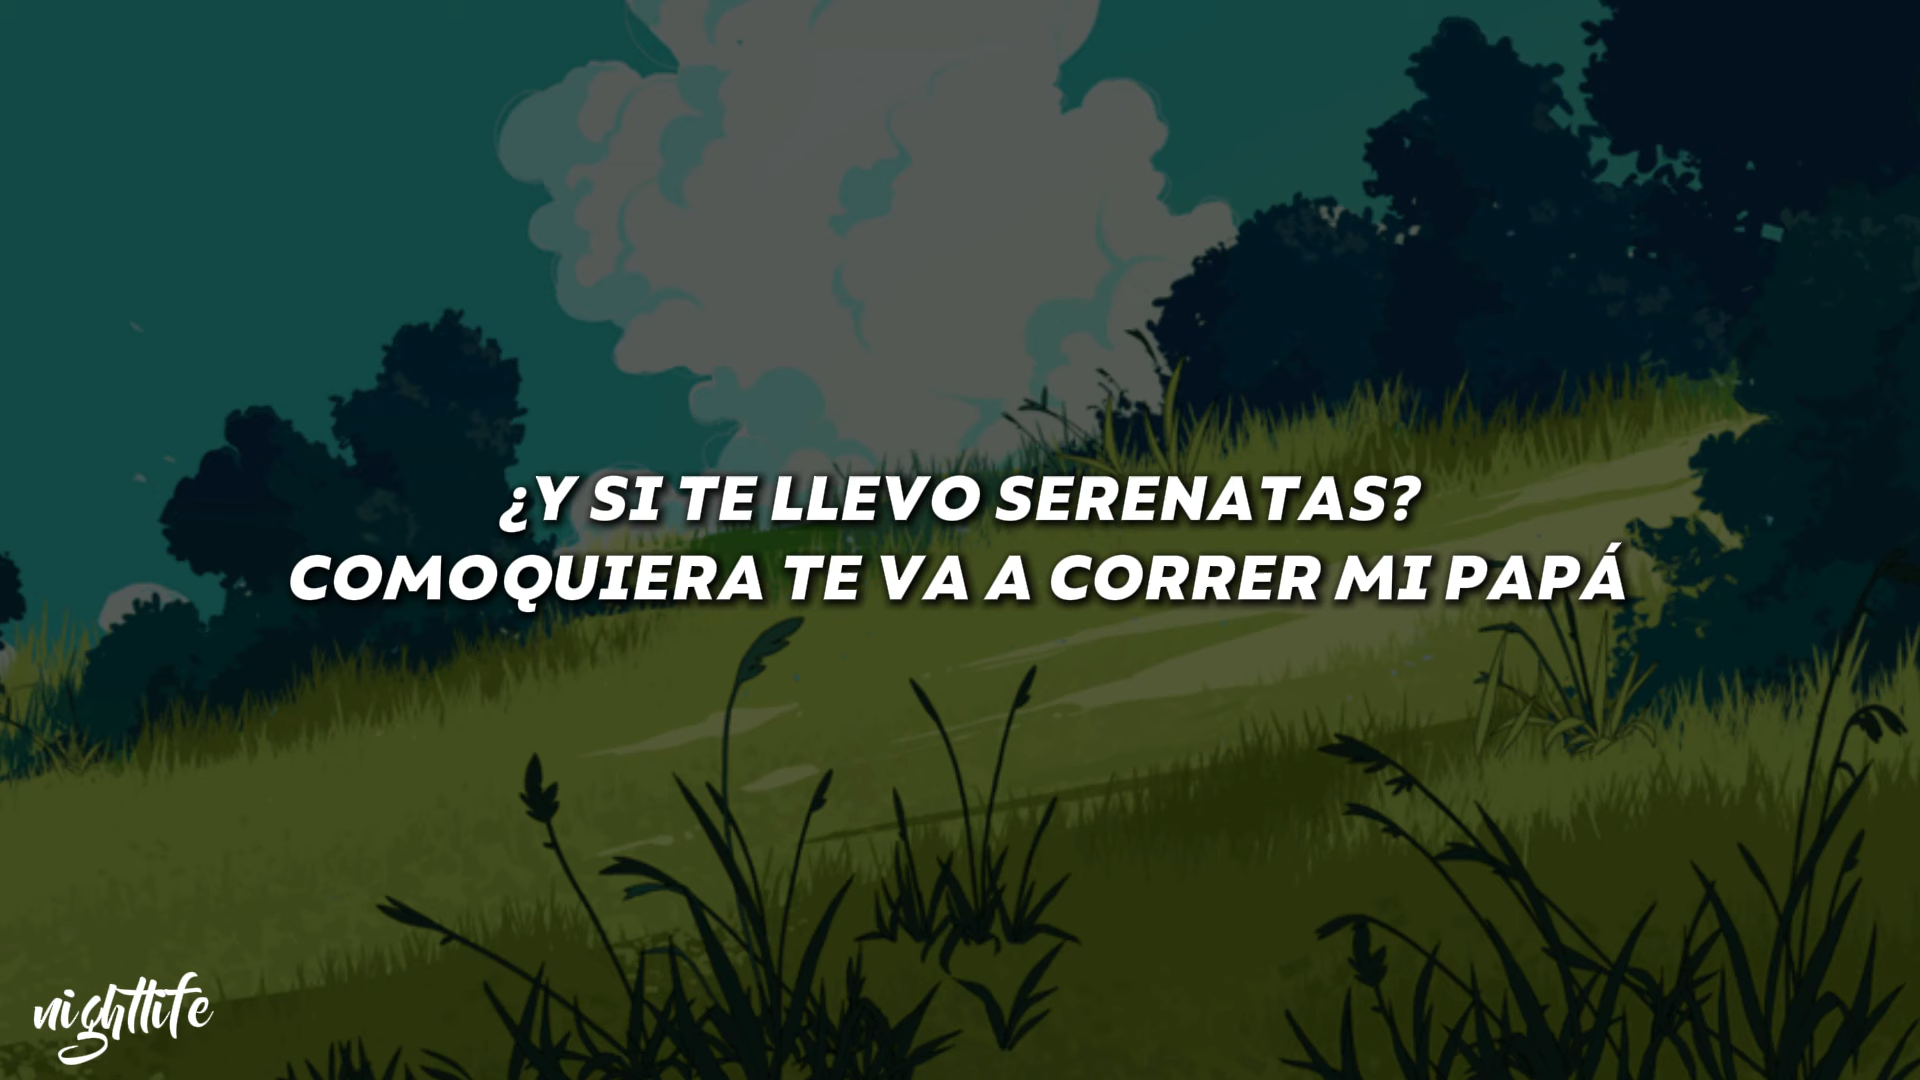 ¿Y SI TE LLEVO SERENATAS?
COMOQUIERA TE VA A CORRER MI PAPÁ
nightlife